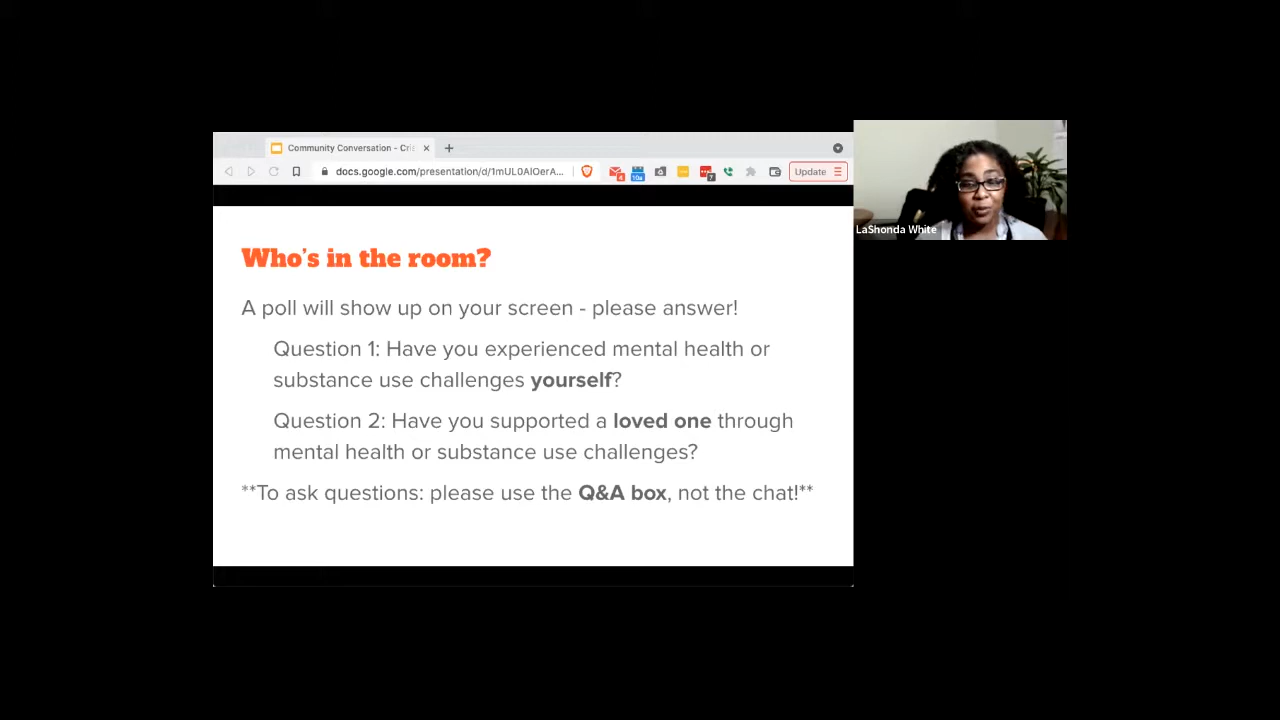 Community Conversation - Cri
docs.google.com/presentation/d/1mUL0AIOerA...
Update
Who's in the room?
A poll will show up on your screen - please answer!
Question 1: Have you experienced mental health or
substance use challenges yourself?
Question 2: Have you supported a loved one through
mental health or substance use challenges?
**To ask questions: please use the Q&A box, not the chat!**
LaShonda White